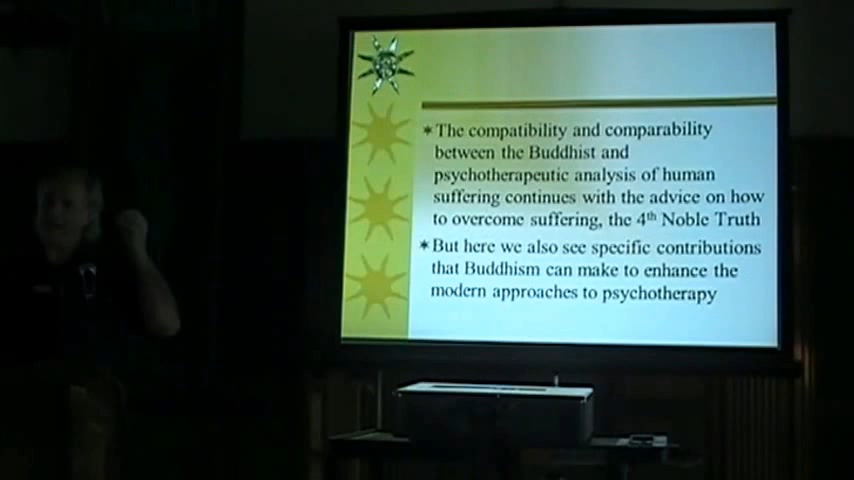 ✶The compatibility and comparability
between the Buddhist and
psychotherapeutic analysis of human
suffering continues with the advice on how
to overcome suffering, the 4th Noble Truth
✶But here we also see specific contributions
that Buddhism can make to enhance the
modern approaches to psychotherapy